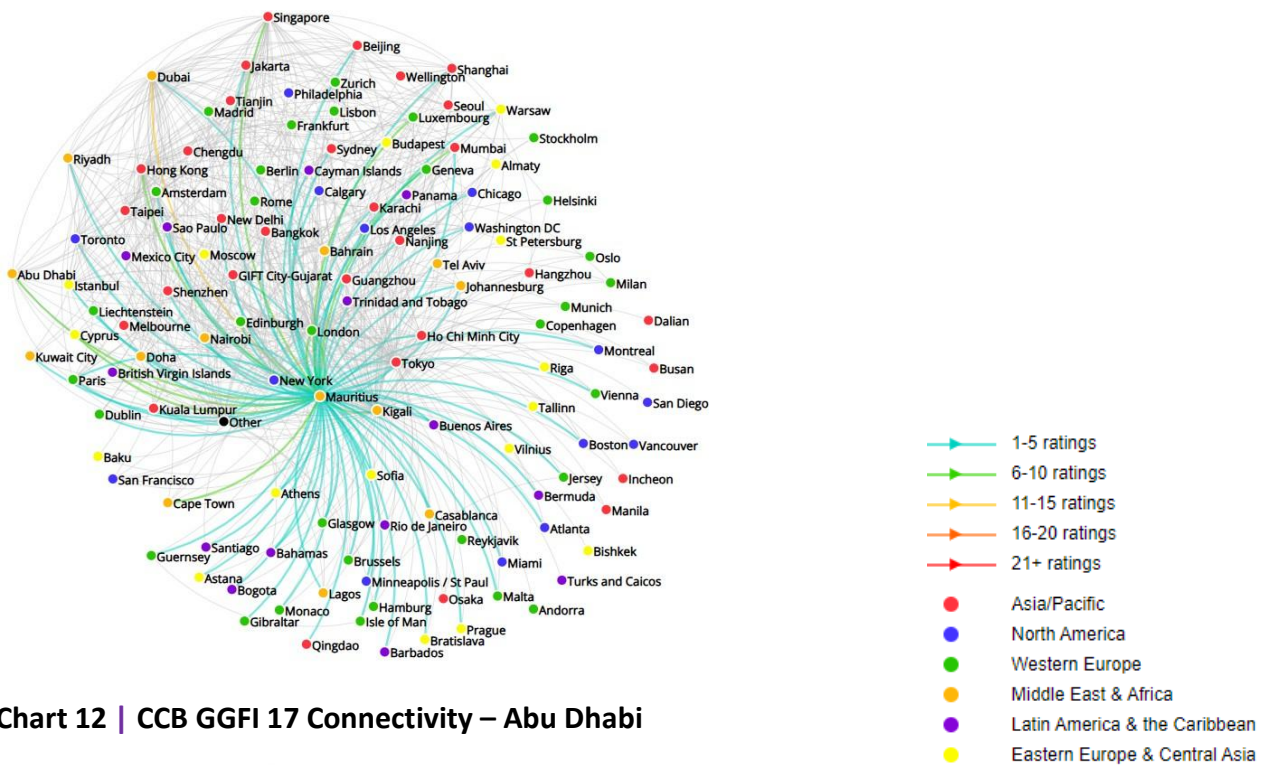 Singapore
Beijing
Jakarta
Shanghai
Dubai
Wellington
Zurich
Philadelphia
Tianjin
Seoul
Madrid
Lisbon
Luxembourg
Warsaw
Frankfurt
Stockholm
Budapest
Sydney
Mumbai
Chengdu
Riyadh
Almaty
Hong Kong
Berlin
Cayman Islands
Geneva
Amsterdam
Calgary
Panama
Chicago
Rome
Helsinki
Karachi
Taipei
New Delhi
Sao Paulo
Bangkok
Los Angeles
Washington DC
Toronto
Nanjing
St Petersburg
Bahrain
Mexico City
Moscow
Oslo
Tel Aviv
Abu Dhabi
GIFT City-Gujarat
Guangzhou
Hangzhou
Istanbul
Johannesburg
Milan
Shenzhen
Trinidad and Tobago
Munich
Liechtenstein
Edinburgh
Melbourne
London
Copenhagen
Dalian
Cyprus
Nairobi
Ho Chi Minh City
Montreal
Kuwait City
Doha
Tokyo
Riga
Busan
British Virgin Islands
Paris
New York
Mauritius
Vienna
San Diego
Dublin
Kuala Lumpur
Kigali
Tallinn
Other
Buenos Aires
Boston
Vancouver
Vilnius
Baku
San Francisco
Sofia
Jersey
Incheon
Athens
Bermuda
Cape Town
Manila
Casablanca
Glasgow
Rio de Janeiro
Atlanta
Reykjavik
Santiago
Guernsey
Bahamas
Bishkek
Brussels
Miami
Astana
Minneapolis / St Paul
Turks and Caicos
Bogota
Lagos
Osaka
Malta
Monaco
Hamburg
Andorra
Gibraltar
Isle of Man
Prague
Bratislava
Qingdao
Barbados
1-5 ratings
6-10 ratings
11-15 ratings
16-20 ratings
21+ ratings
Asia/Pacific
North America
Western Europe
Middle East & Africa
Latin America & the Caribbean
Eastern Europe & Central Asia
Chart 12 | CCB GGFI 17 Connectivity – Abu Dhabi